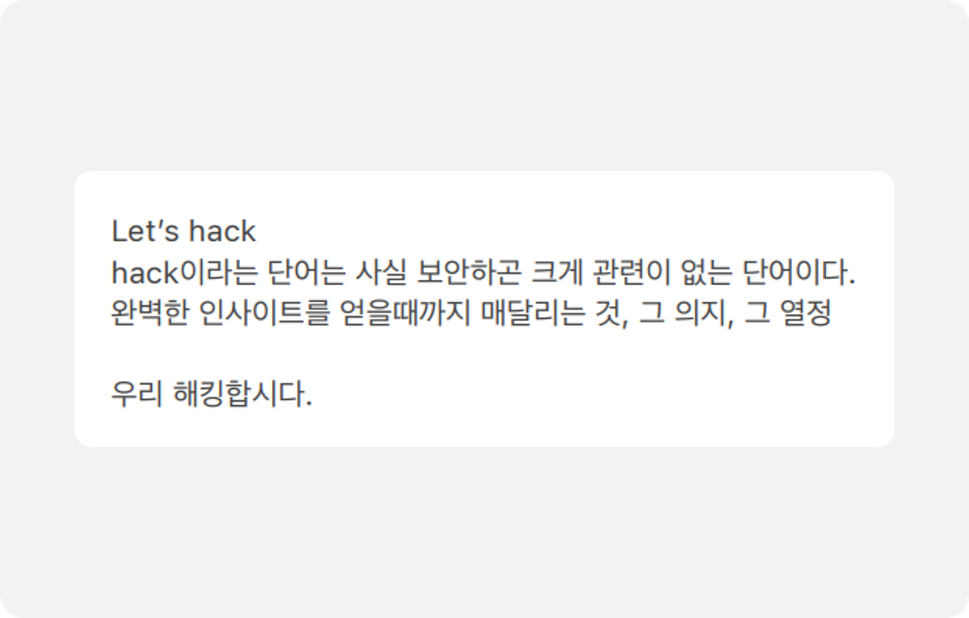 Let’s hack
hack이라는 단어는 사실 보안하곤 크게 관련이 없는 단어이다.
완벽한 인사이트를 얻을때까지 매달리는 것, 그 의지, 그 열정
우리 해킹합시다.